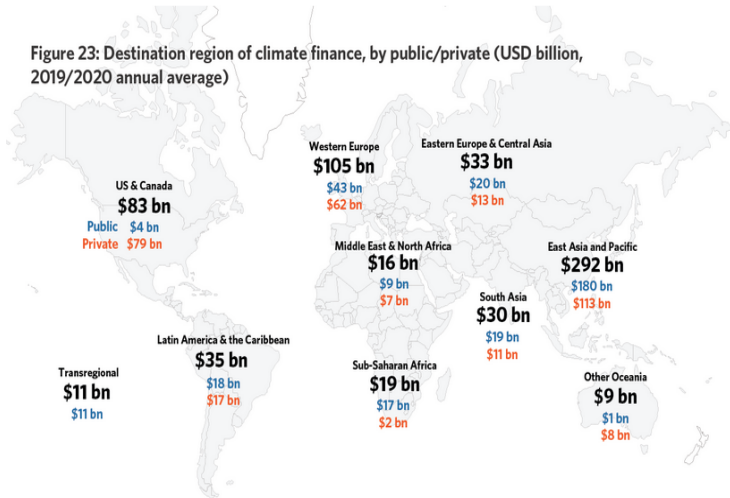 Figure 23: Destination region of climate finance, by public/private (USD billion,
2019/2020 annual average)
US & Canada
$83 bn
Public $4 bn
Private $79 bn
Western Europe
$105 bn
$43 bn
$62 bn
Eastern Europe & Central Asia
$33 bn
$20 bn
$13 bn
Middle East & North Africa
$16 bn
$9 bn
$7 bn
East Asia and Pacific
$292 bn
$180 bn
$113 bn
South Asia
$30 bn
$19 bn
$11 bn
Latin America & the Caribbean
$35 bn
$18 bn
$17 bn
Transregional
$11 bn
$11 bn
Sub-Saharan Africa
$19 bn
$17 bn
$2 bn
Other Oceania
$9 bn
$1 bn
$8 bn